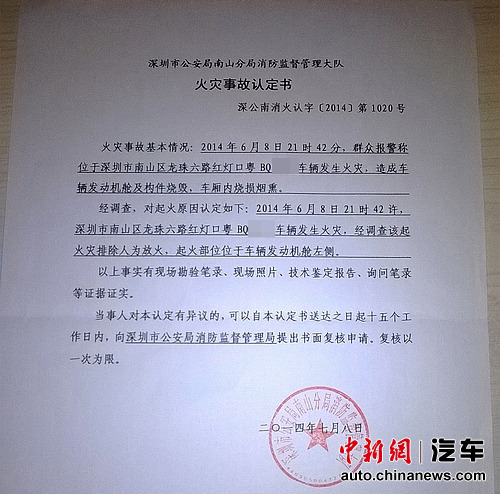 深圳市公安局南山分局消防监督管理大队
火灾事故认定书
深公南消火认字〔2014〕第1020号
火灾事故基本情况：2014年6月8日21时42分，群众报警称
位于深圳市南山区龙珠六路红灯口粤BQ 车辆发生火灾，造成车
辆发动机舱及构件烧毁，车厢内烧损烟熏。
经调查，对起火原因认定如下：2014年6月8日21时42许，
深圳市南山区龙珠六路红灯口粤BQ 车辆发生火灾，经调查该起
火灾排除人为放火，起火部位位于车辆发动机舱左侧。
以上事实有现场勘验笔录、现场照片、技术鉴定报告、询问笔录
等证据证实。
当事人对本认定有异议的，可以自本认定书送达之日起十五个工
作日内，向深圳市公安局消防监督管理局提出书面复核申请。复核以
一次为限。
二〇一四年七月八日
中新網 汽车
auto.chinanews.com